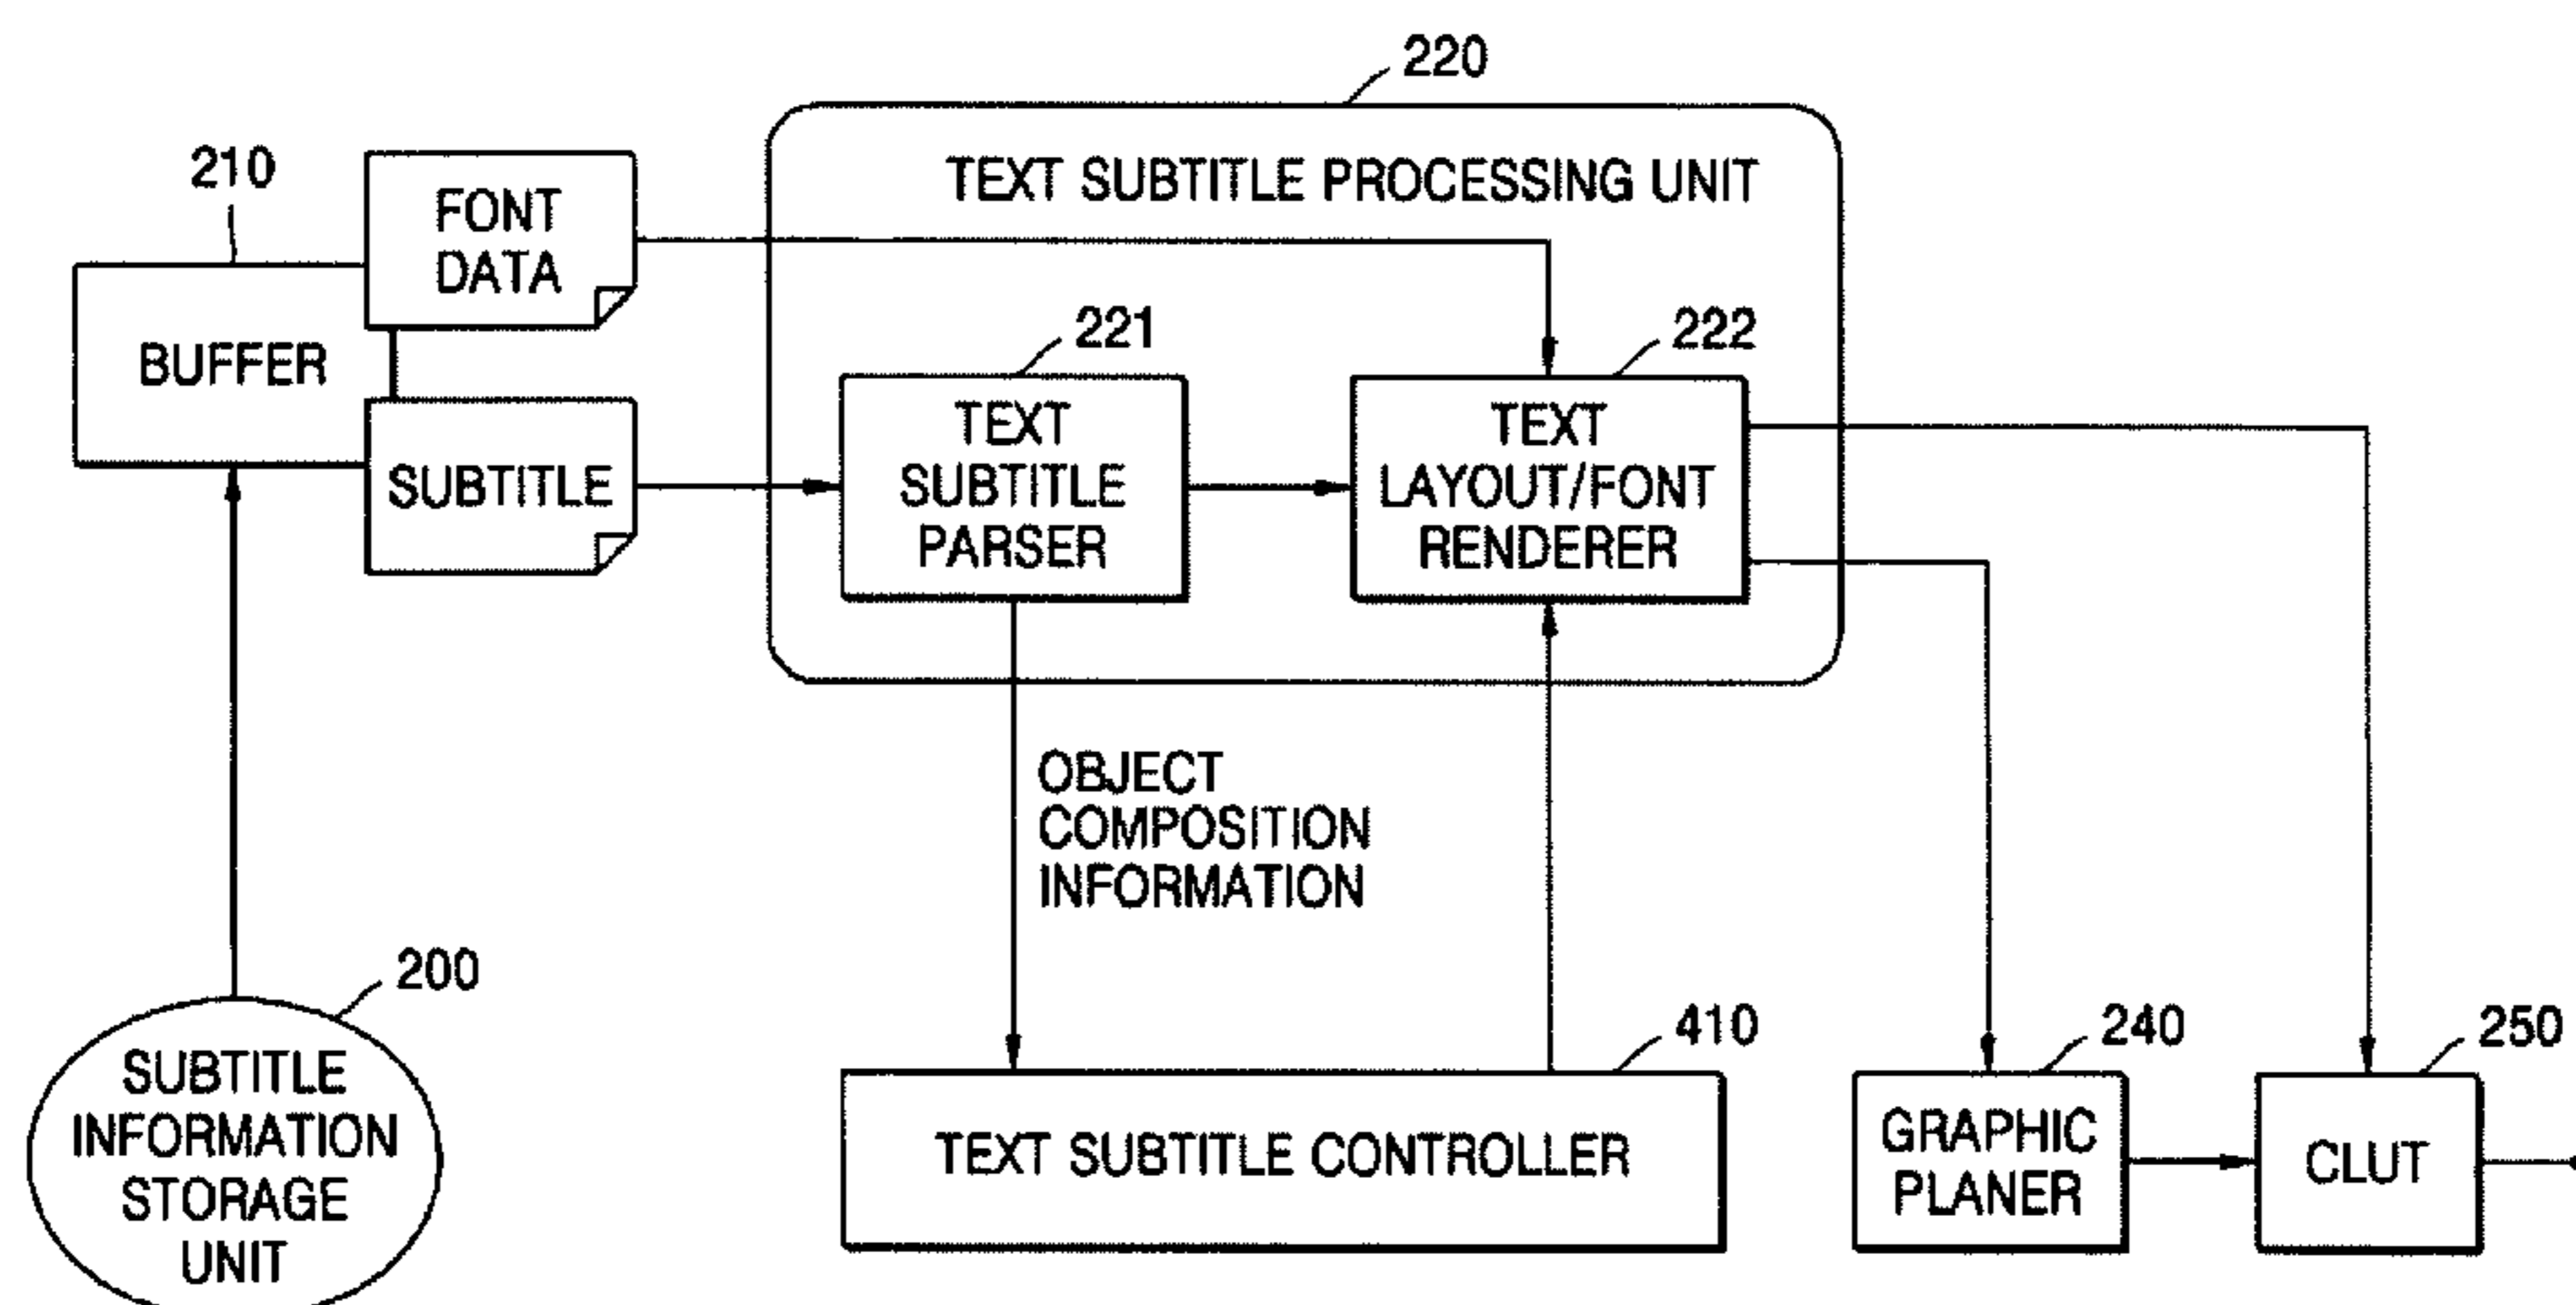 220
TEXT SUBTITLE PROCESSING UNIT
210
FONT
DATA
BUFFER
SUBTITLE
221
TEXT
SUBTITLE
PARSER
222
TEXT
LAYOUT/FONT
RENDERER
OBJECT
COMPOSITION
INFORMATION
200
SUBTITLE
INFORMATION
STORAGE
UNIT
410
TEXT SUBTITLE CONTROLLER
240
GRAPHIC
PLANER
250
CLUT